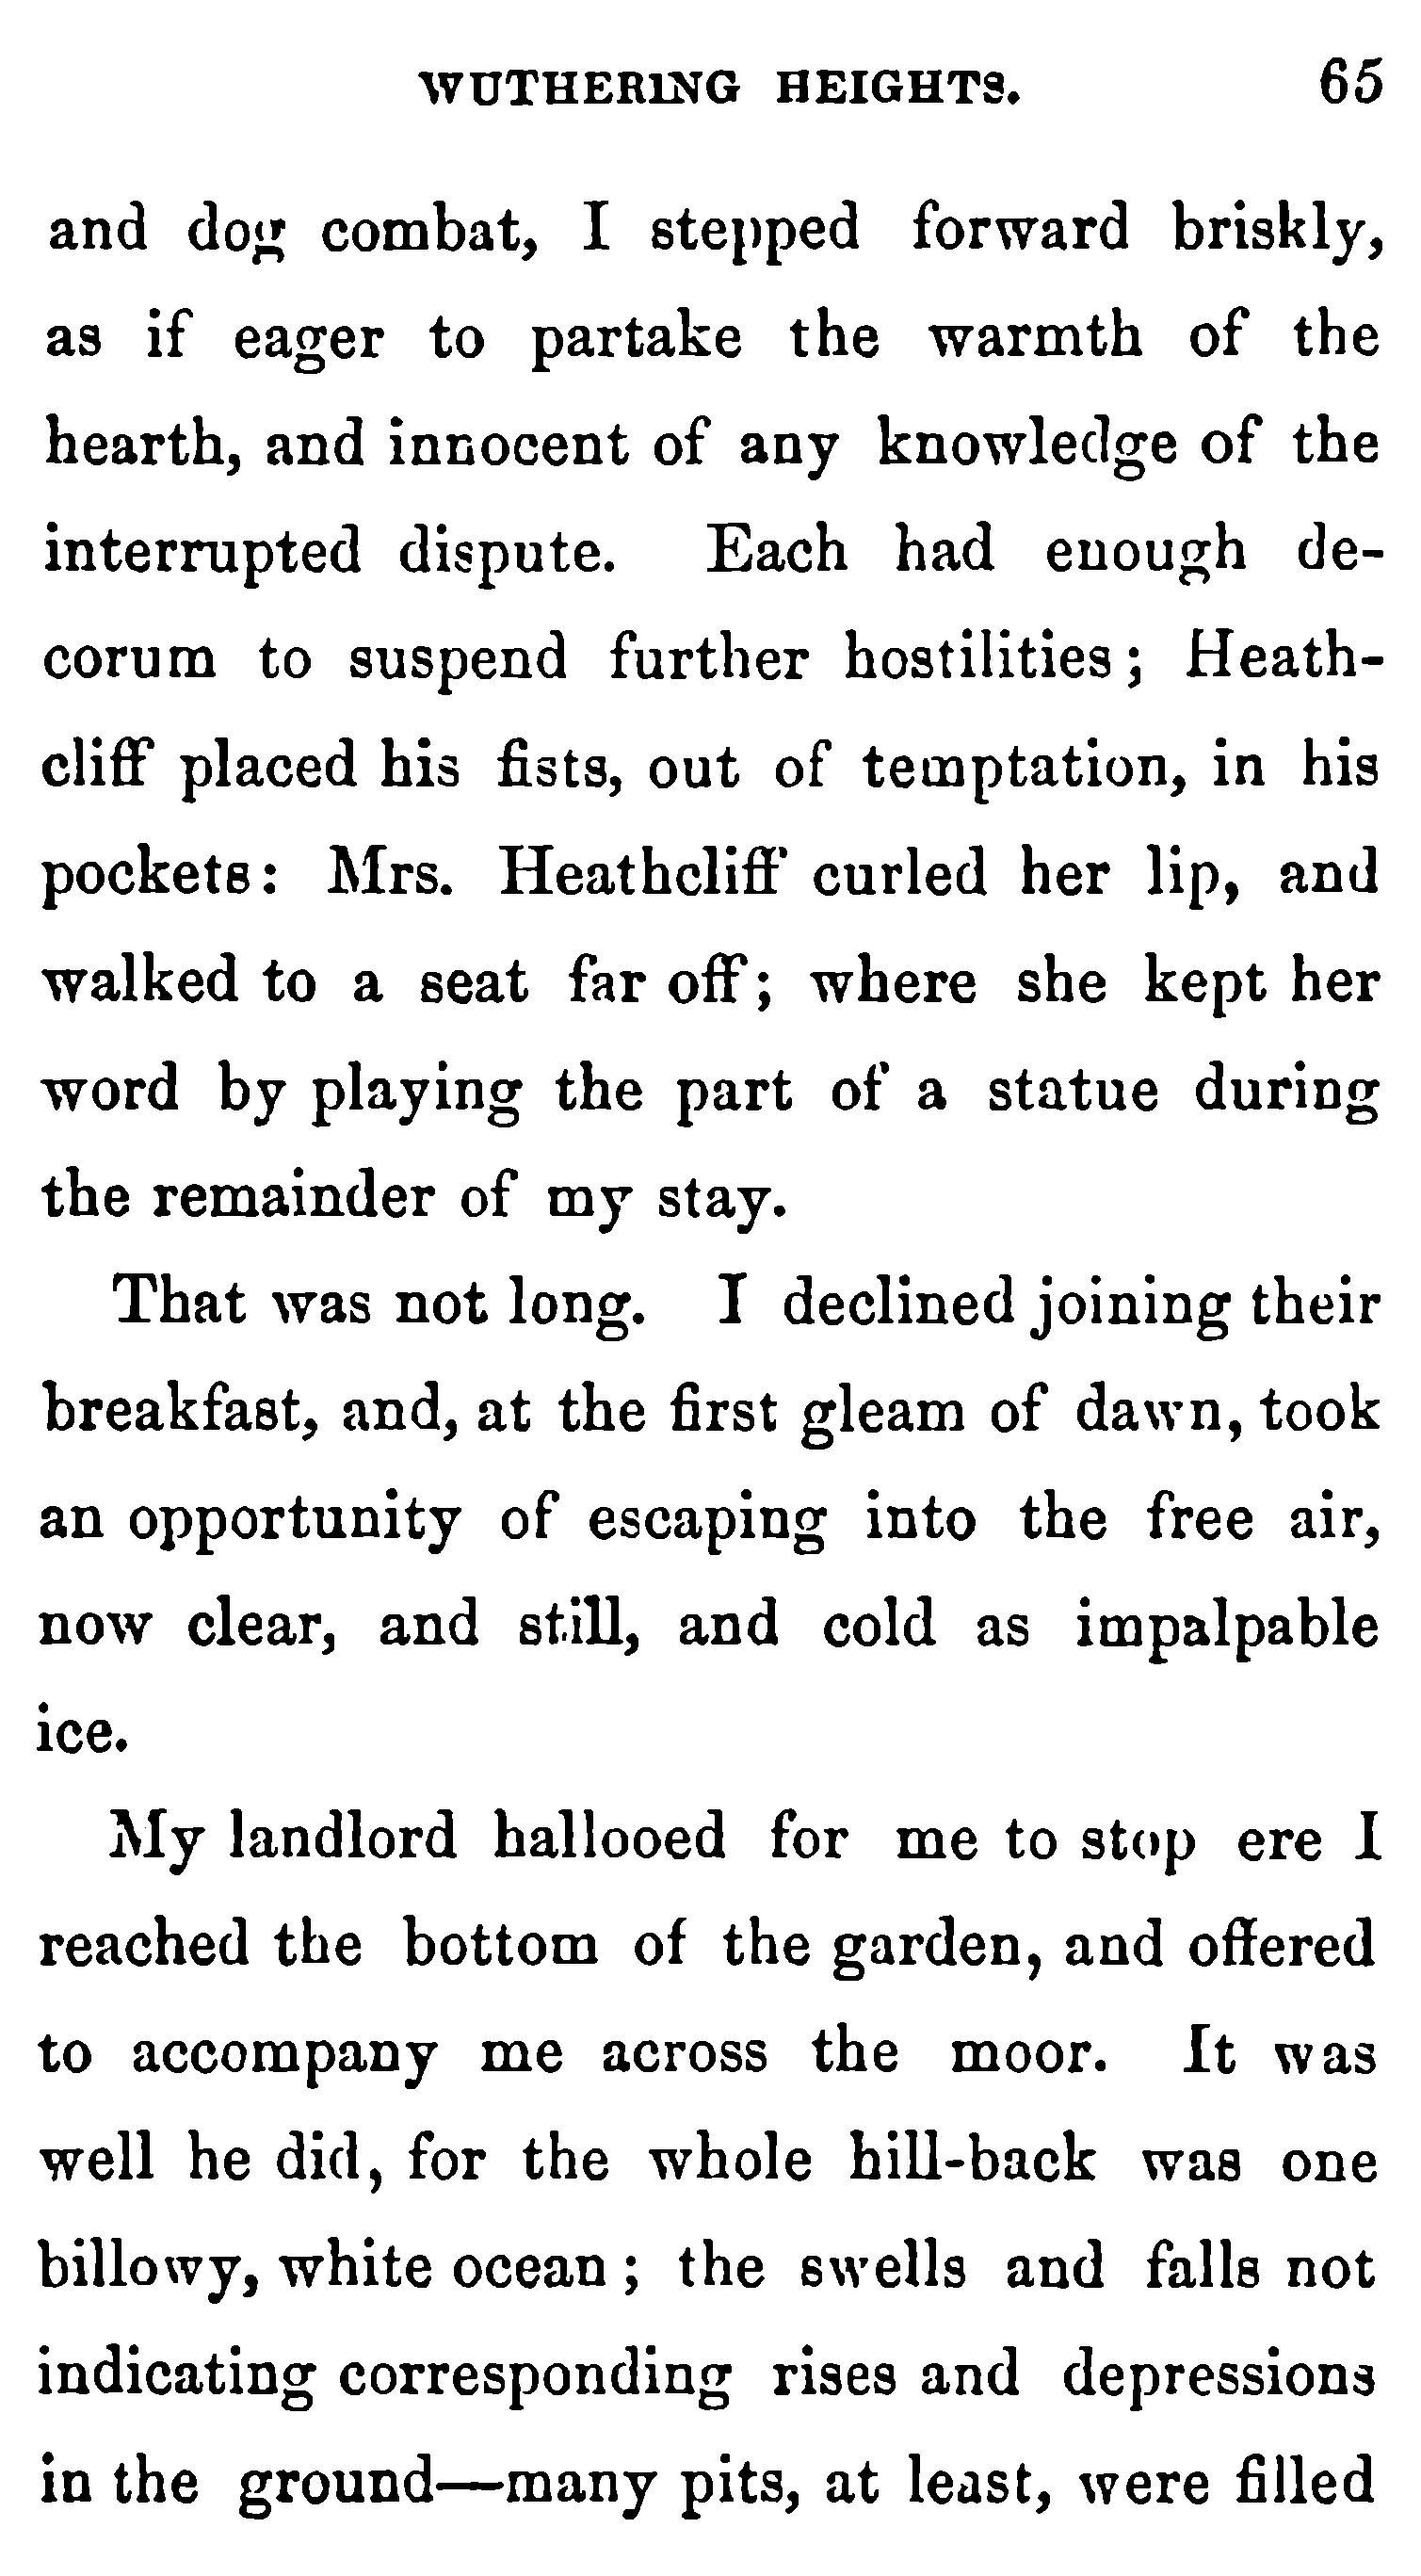 WUTHERING HEIGHTS. 65
and dog combat, I stepped forward briskly,
as if eager to partake the warmth of the
hearth, and innocent of any knowledge of the
interrupted dispute. Each had enough de-
corum to suspend further hostilities; Heath-
cliff placed his fists, out of temptation, in his
pockets: Mrs. Heathcliff curled her lip, and
walked to a seat far off; where she kept her
word by playing the part of a statue during
the remainder of my stay.
That was not long. I declined joining their
breakfast, and, at the first gleam of dawn, took
an opportunity of escaping into the free air,
now clear, and still, and cold as impalpable
ice.
My landlord hallooed for me to stop ere I
reached the bottom of the garden, and offered
to accompany me across the moor. It was
well he did, for the whole hill-back was one
billowy, white ocean; the swells and falls not
indicating corresponding rises and depressions
in the ground—many pits, at least, were filled